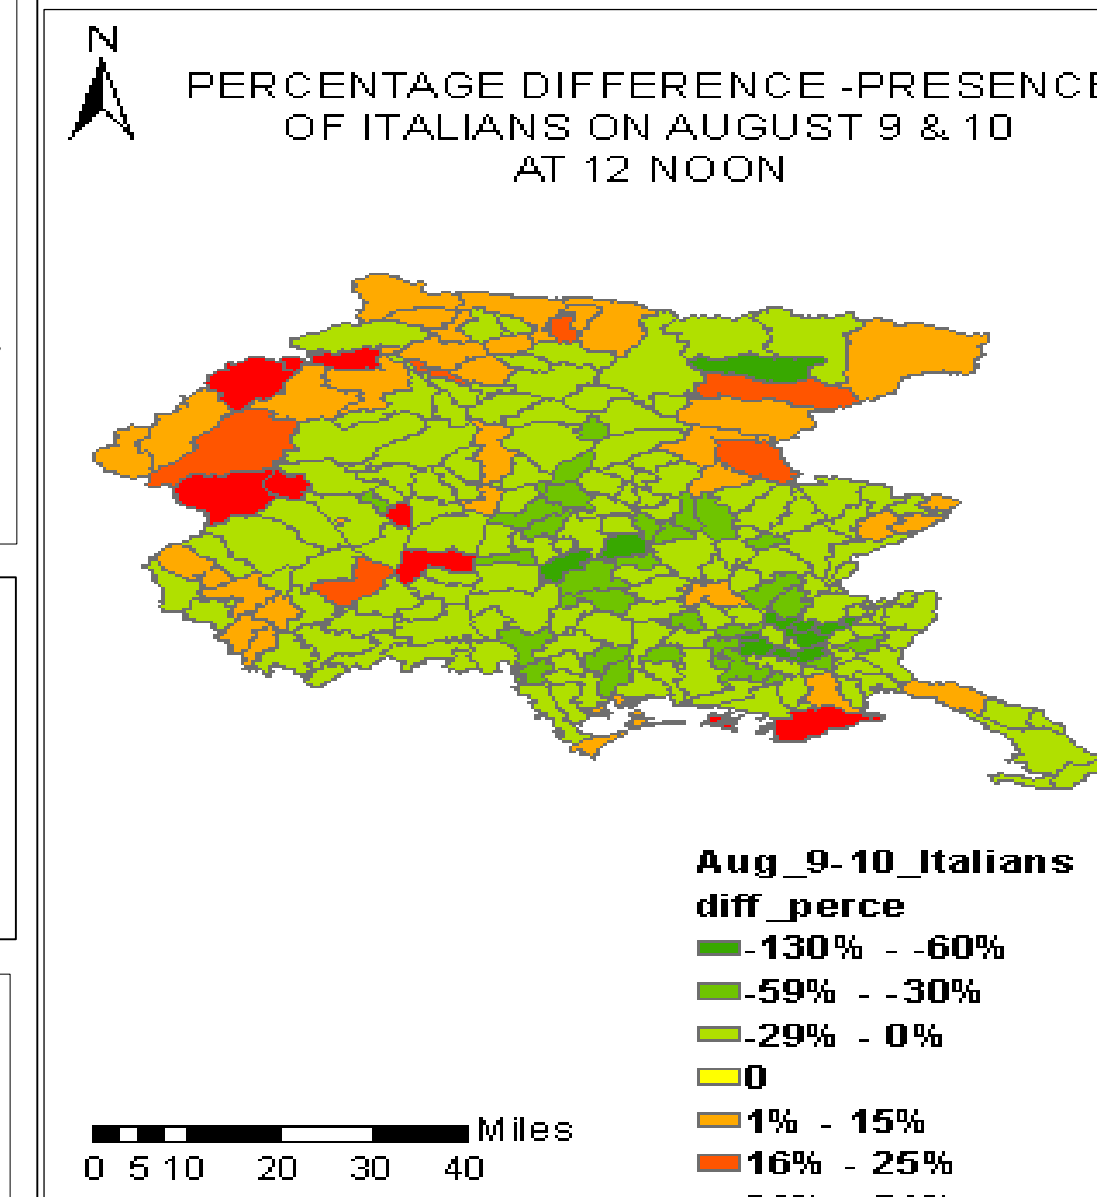 N
PERCENTAGE DIFFERENCE -PRESENCE
OF ITALIANS ON AUGUST 9 & 10
AT 12 NOON
Aug_9-10_Italians
diff_perce
-130% - -60%
-59% - -30%
-29% - 0%
0
1% - 15%
16% - 25%
Miles
0 5 10 20 30 40